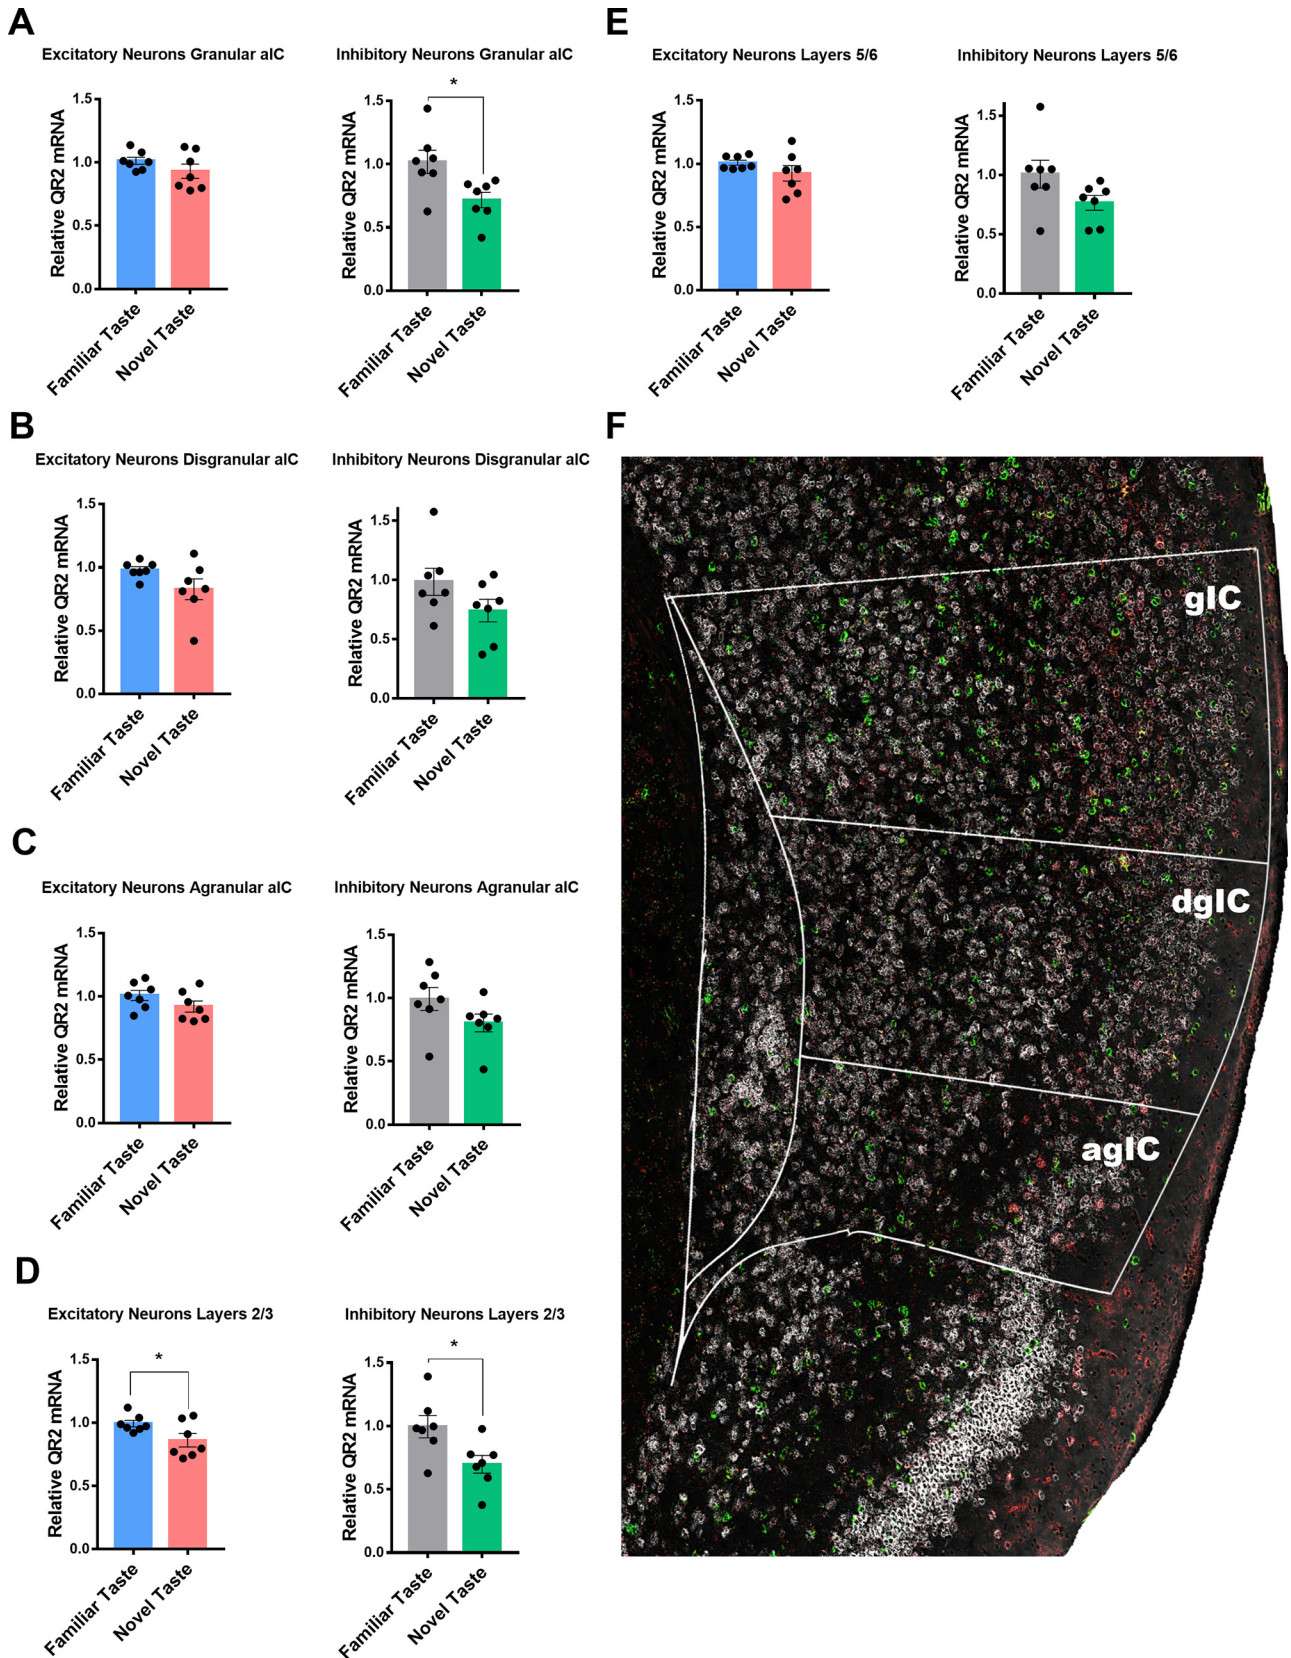 A
Excitatory Neurons Granular aIC
Relative QR2 mRNA
1.5
1.0
0.5
0.0
Familiar Taste
Novel Taste
Inhibitory Neurons Granular aIC
*
Relative QR2 mRNA
1.5
1.0
0.5
0.0
Familiar Taste
Novel Taste
B
Excitatory Neurons Disgranular aIC
Relative QR2 mRNA
1.5
1.0
0.5
0.0
Familiar Taste
Novel Taste
Inhibitory Neurons Disgranular aIC
Relative QR2 mRNA
1.5
1.0
0.5
0.0
Familiar Taste
Novel Taste
C
Excitatory Neurons Agranular aIC
Relative QR2 mRNA
1.5
1.0
0.5
0.0
Familiar Taste
Novel Taste
Inhibitory Neurons Agranular aIC
Relative QR2 mRNA
1.5
1.0
0.5
0.0
Familiar Taste
Novel Taste
D
Excitatory Neurons Layers 2/3
*
Relative QR2 mRNA
1.5
1.0
0.5
0.0
Familiar Taste
Novel Taste
Inhibitory Neurons Layers 2/3
*
Relative QR2 mRNA
1.5
1.0
0.5
0.0
Familiar Taste
Novel Taste
E
Excitatory Neurons Layers 5/6
Relative QR2 mRNA
1.5
1.0
0.5
0.0
Familiar Taste
Novel Taste
Inhibitory Neurons Layers 5/6
Relative QR2 mRNA
1.5
1.0
0.5
0.0
Familiar Taste
Novel Taste
F
gIC
dgIC
agIC